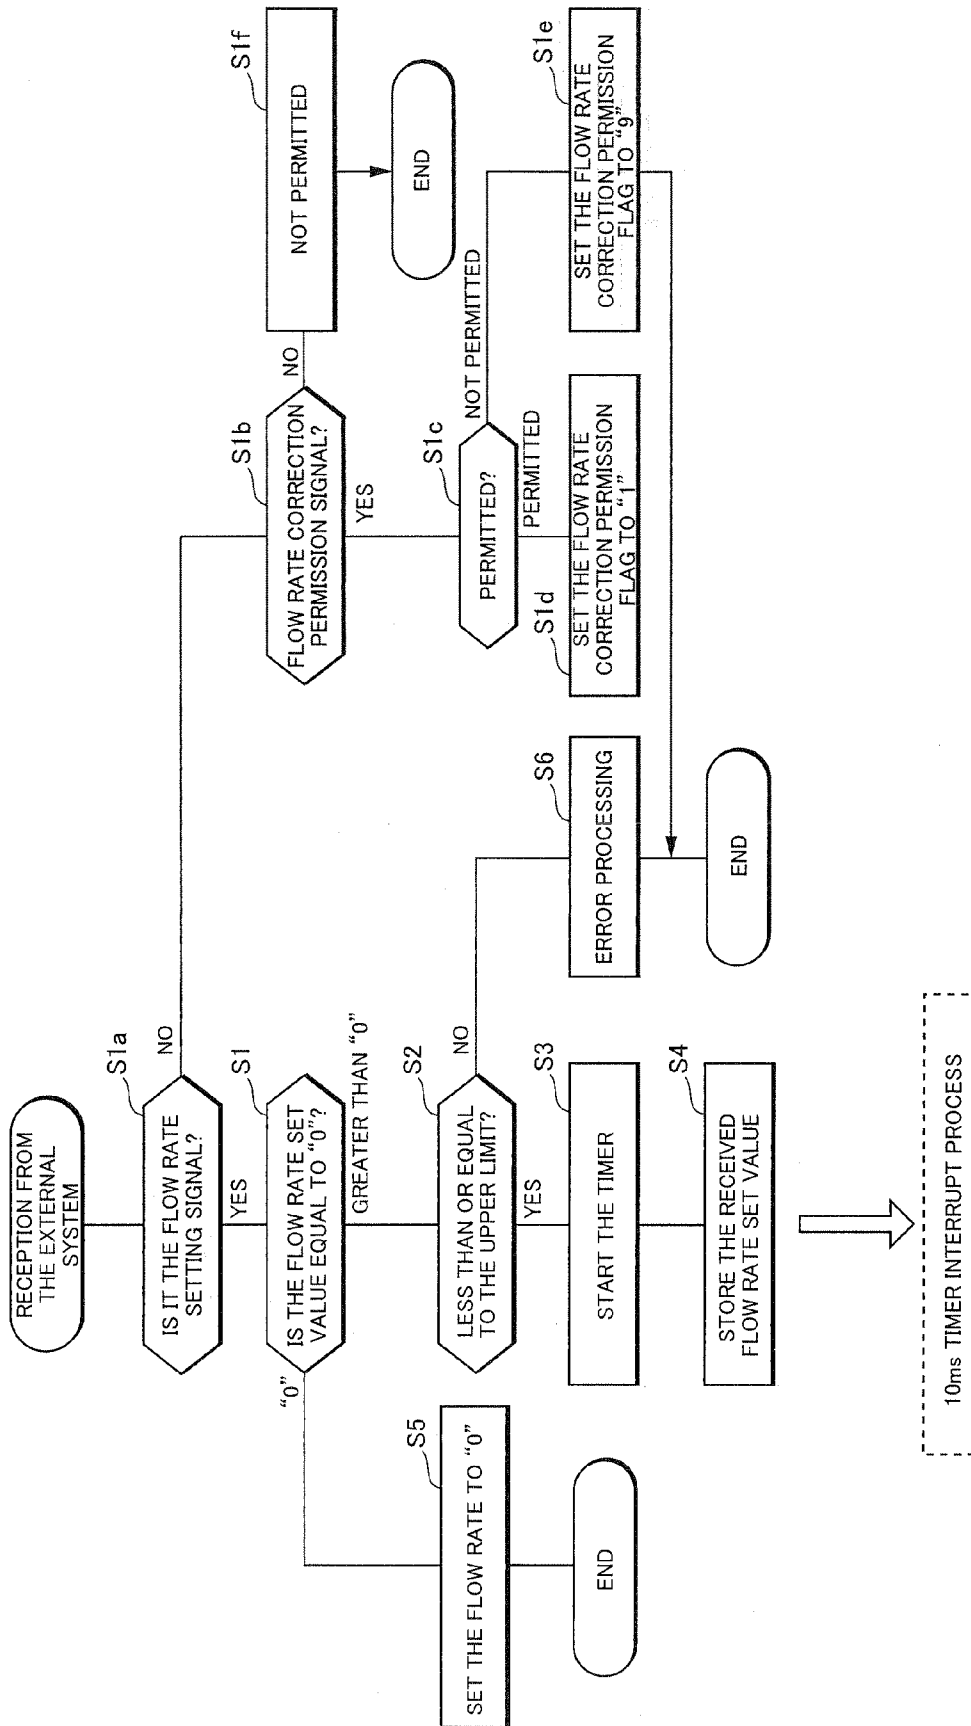 RECEPTION FROM
THE EXTERNAL
SYSTEM
S1a
IS IT THE FLOW RATE
SETTING SIGNAL?
NO
YES
S1
IS THE FLOW RATE SET
VALUE EQUAL TO “0”?
“0”
GREATER THAN “0”
S1b
FLOW RATE CORRECTION
PERMISSION SIGNAL?
NO
YES
S1f
NOT PERMITTED
END
S5
SET THE FLOW RATE TO “0”
END
S2
LESS THAN OR EQUAL
TO THE UPPER LIMIT?
NO
YES
S1c
PERMITTED?
NOT PERMITTED
PERMITTED
S3
START THE TIMER
S6
ERROR PROCESSING
S1d
SET THE FLOW RATE
CORRECTION PERMISSION
FLAG TO “1”
S1e
SET THE FLOW RATE
CORRECTION PERMISSION
FLAG TO “9”
S4
STORE THE RECEIVED
FLOW RATE SET VALUE
END
10ms TIMER INTERRUPT PROCESS